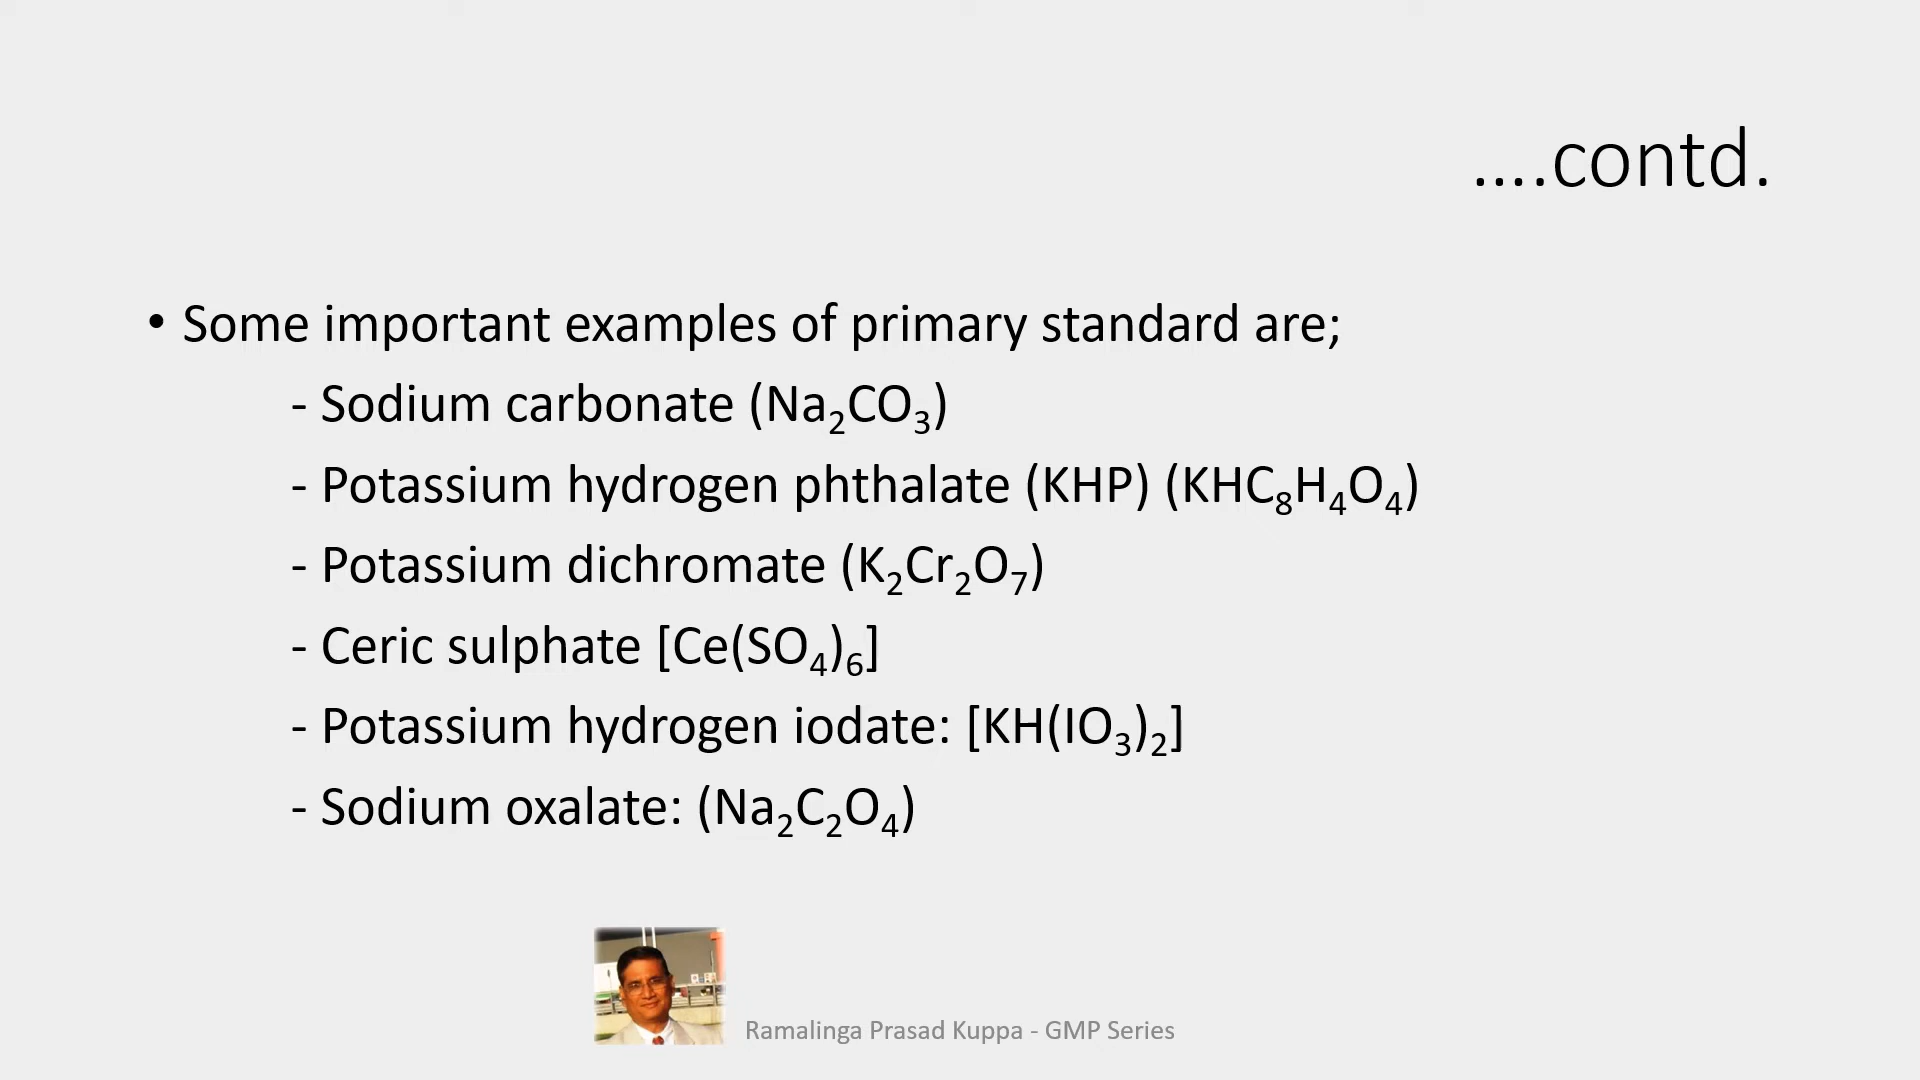 ....contd.
• Some important examples of primary standard are;
- Sodium carbonate (Na₂CO₃)
- Potassium hydrogen phthalate (KHP) (KHC₈H₄O₄)
- Potassium dichromate (K₂Cr₂O₇)
- Ceric sulphate [Ce(SO₄)₆]
- Potassium hydrogen iodate: [KH(IO₃)₂]
- Sodium oxalate: (Na₂C₂O₄)
Ramalinga Prasad Kuppa - GMP Series